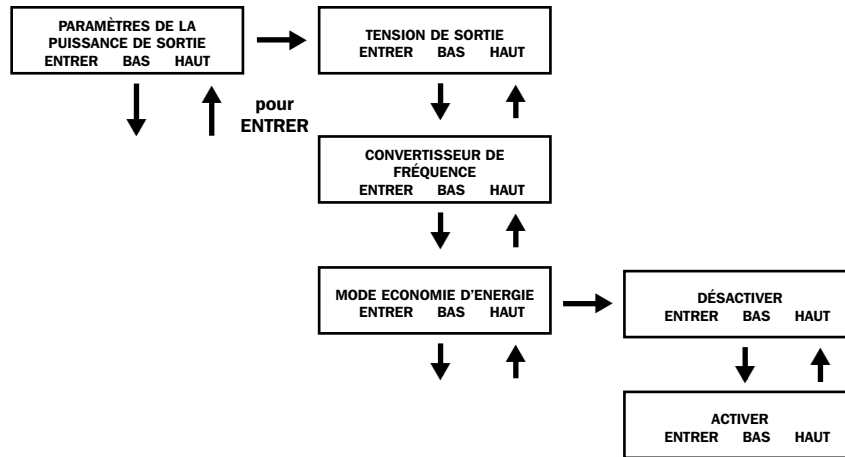 PARAMÈTRES DE LA
PUISSANCE DE SORTIE
ENTRER BAS HAUT
TENSION DE SORTIE
ENTRER BAS HAUT
pour
ENTRER
CONVERTISSEUR DE
FRÉQUENCE
ENTRER BAS HAUT
MODE ECONOMIE D'ENERGIE
ENTRER BAS HAUT
DÉSACTIVER
ENTRER BAS HAUT
ACTIVER
ENTRER BAS HAUT